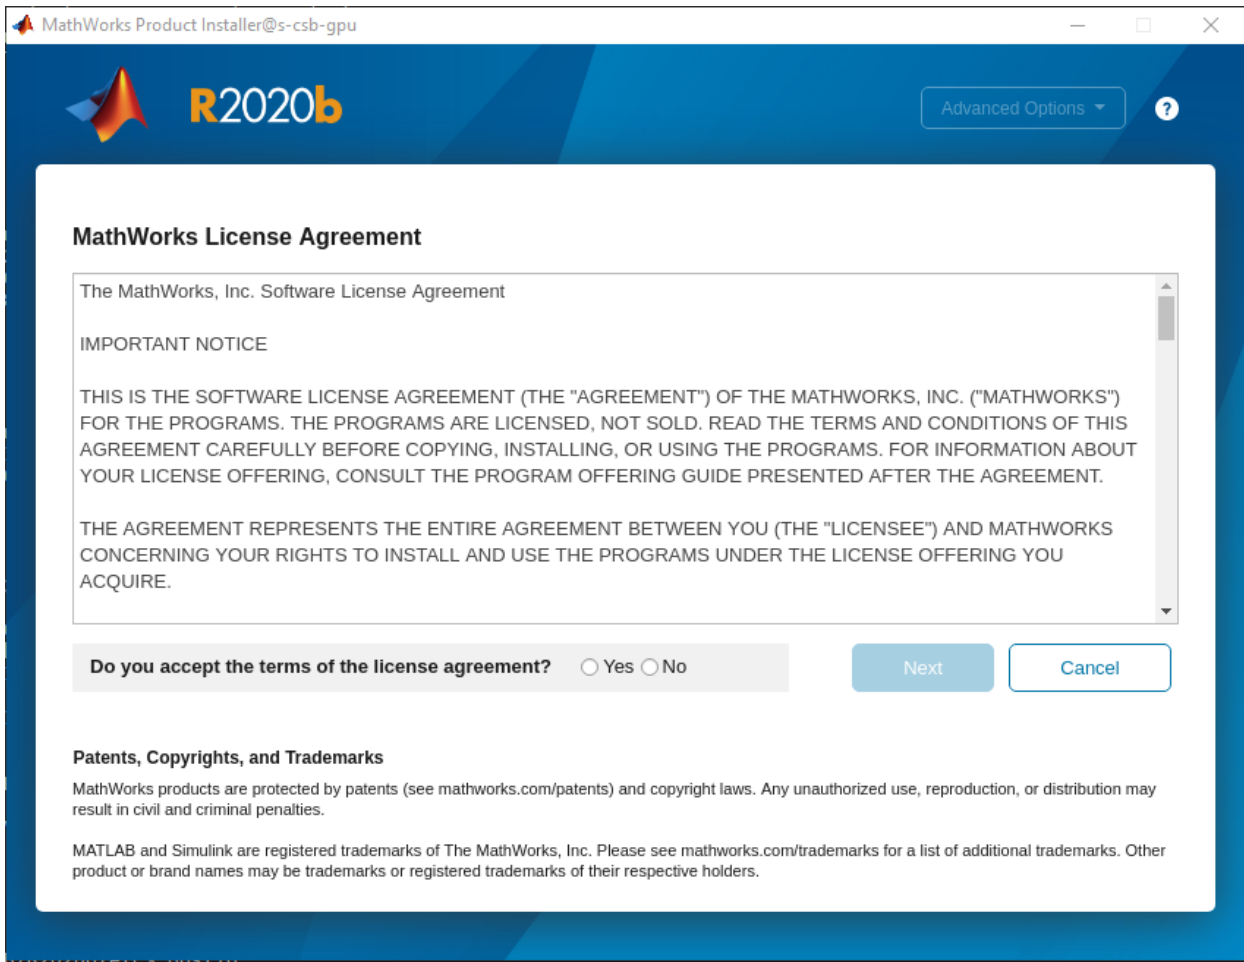 MathWorks Product Installer@s-csb-gpu
R2020b
Advanced Options
?
MathWorks License Agreement
The MathWorks, Inc. Software License Agreement
IMPORTANT NOTICE
THIS IS THE SOFTWARE LICENSE AGREEMENT (THE "AGREEMENT") OF THE MATHWORKS, INC. ("MATHWORKS")
FOR THE PROGRAMS. THE PROGRAMS ARE LICENSED, NOT SOLD. READ THE TERMS AND CONDITIONS OF THIS
AGREEMENT CAREFULLY BEFORE COPYING, INSTALLING, OR USING THE PROGRAMS. FOR INFORMATION ABOUT
YOUR LICENSE OFFERING, CONSULT THE PROGRAM OFFERING GUIDE PRESENTED AFTER THE AGREEMENT.
THE AGREEMENT REPRESENTS THE ENTIRE AGREEMENT BETWEEN YOU (THE "LICENSEE") AND MATHWORKS
CONCERNING YOUR RIGHTS TO INSTALL AND USE THE PROGRAMS UNDER THE LICENSE OFFERING YOU
ACQUIRE.
Do you accept the terms of the license agreement? Yes No
Next Cancel
Patents, Copyrights, and Trademarks
MathWorks products are protected by patents (see mathworks.com/patents) and copyright laws. Any unauthorized use, reproduction, or distribution may
result in civil and criminal penalties.
MATLAB and Simulink are registered trademarks of The MathWorks, Inc. Please see mathworks.com/trademarks for a list of additional trademarks. Other
product or brand names may be trademarks or registered trademarks of their respective holders.